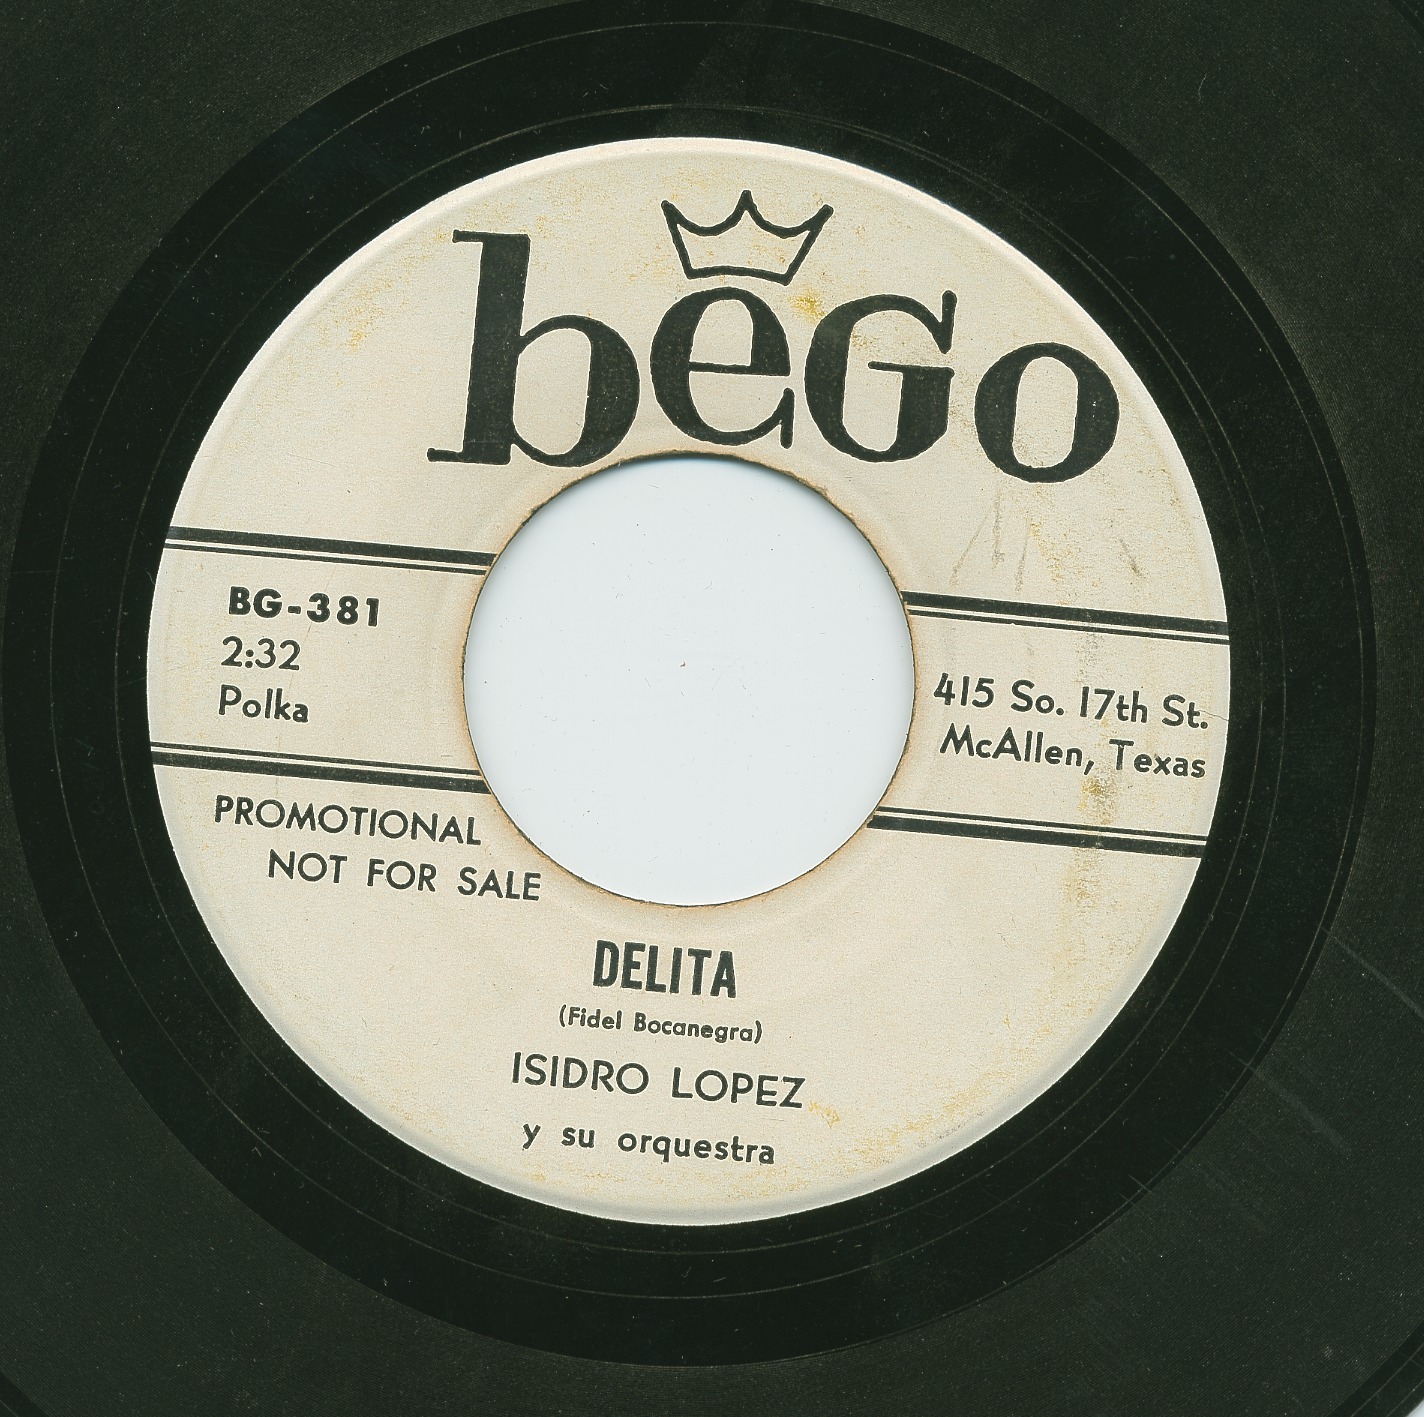 beGo
BG-381
2:32
Polka
415 So. 17th St.
McAllen, Texas
PROMOTIONAL
NOT FOR SALE
DELITA
(Fidel Bocanegra)
ISIDRO LOPEZ
y su orquestra